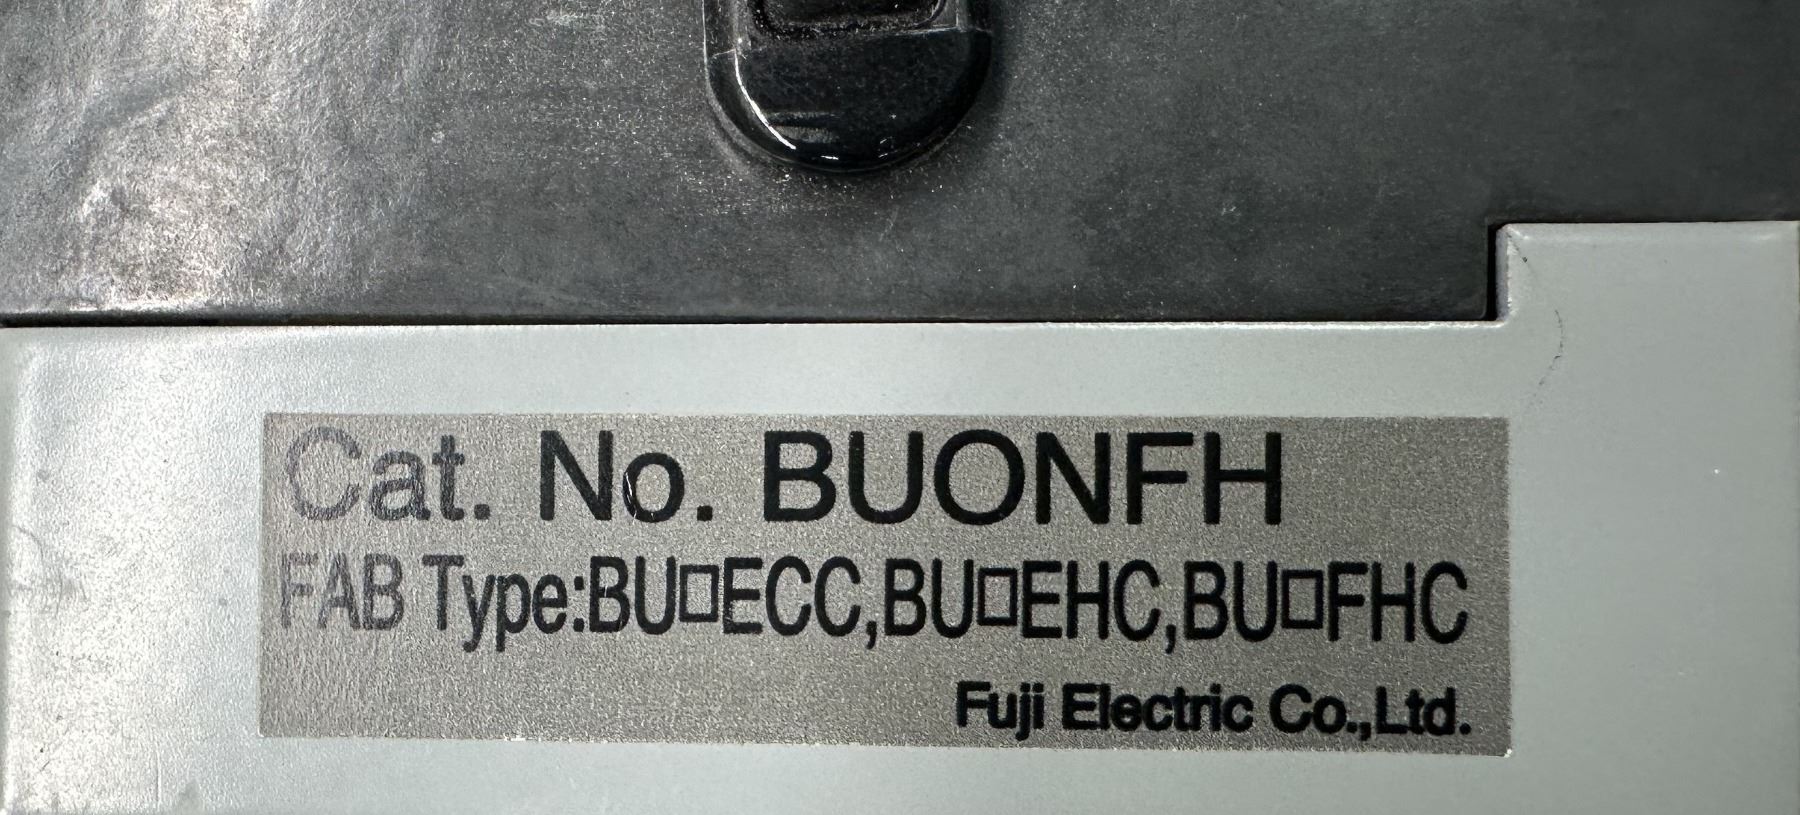 Cat. No. BUONFH
FAB Type:BU□ECC,BU□EHC,BU□FHC
Fuji Electric Co.,Ltd.